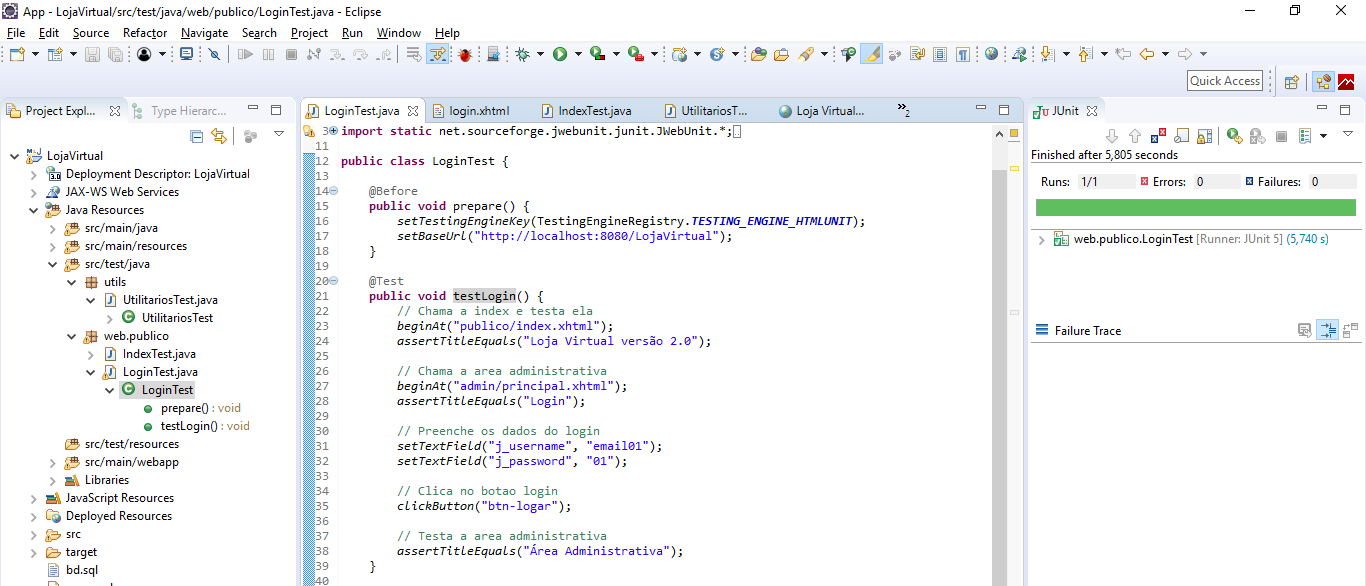 App - LojaVirtual/src/test/java/web/publico/LoginTest.java - Eclipse
File Edit Source Refactor Navigate Search Project Run Window Help
Quick Access
Project Expl... Type Hierarc...
LojaVirtual
Deployment Descriptor: LojaVirtual
JAX-WS Web Services
Java Resources
src/main/java
src/main/resources
src/test/java
utils
UtilitariosTest.java
UtilitariosTest
web.publico
IndexTest.java
LoginTest.java
LoginTest
prepare() : void
testLogin() : void
src/test/resources
src/main/webapp
Libraries
JavaScript Resources
Deployed Resources
src
target
bd.sql
LoginTest.java login.xhtml IndexTest.java UtilitariosT... Loja Virtual... »2
3 import static net.sourceforge.jwebunit.junit.JWebUnit.*;
11
12 public class LoginTest {
13
14 @Before
15 public void prepare() {
16 setTestingEngineKey(TestingEngineRegistry.TESTING_ENGINE_HTMLUNIT);
17 setBaseUrl("http://localhost:8080/LojaVirtual");
18 }
19
20 @Test
21 public void testLogin() {
22 // Chama a index e testa ela
23 beginAt("publico/index.xhtml");
24 assertTitleEquals("Loja Virtual versão 2.0");
25
26 // Chama a area administrativa
27 beginAt("admin/principal.xhtml");
28 assertTitleEquals("Login");
29
30 // Preenche os dados do login
31 setTextField("j_username", "email01");
32 setTextField("j_password", "01");
33
34 // Clica no botao login
35 clickButton("btn-logar");
36
37 // Testa a area administrativa
38 assertTitleEquals("Área Administrativa");
39 }
40
JUnit
Finished after 5,805 seconds
Runs: 1/1 Errors: 0 Failures: 0
web.publico.LoginTest [Runner: JUnit 5] (5,740 s)
Failure Trace